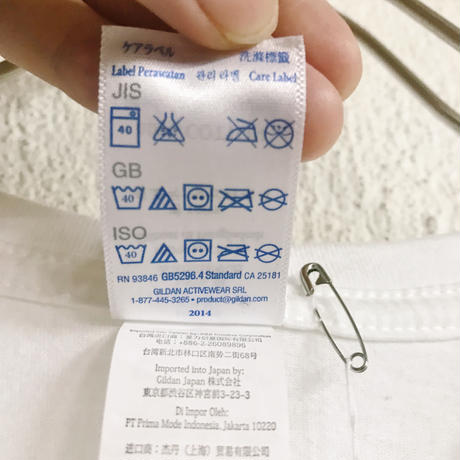 ケアラベル 洗滌標籤
Label Perawatan 관리 라벨 Care Label
JIS
40
GB
40
ISO
40
RN 93846 GB5296.4 Standard CA 25181
GILDAN ACTIVEWEAR SRL
1-877-445-3265 • product@gildan.com
2014
電話：+886-2-26089896
台湾新北市林口区南势二街68号
Imported into Japan by:
Gildan Japan 株式会社
東京都渋谷区神宮前3-23-3
Di Impor Oleh:
PT Prima Mode Indonesia. Jakarta 10220
进口商：杰丹（上海）贸易有限公司